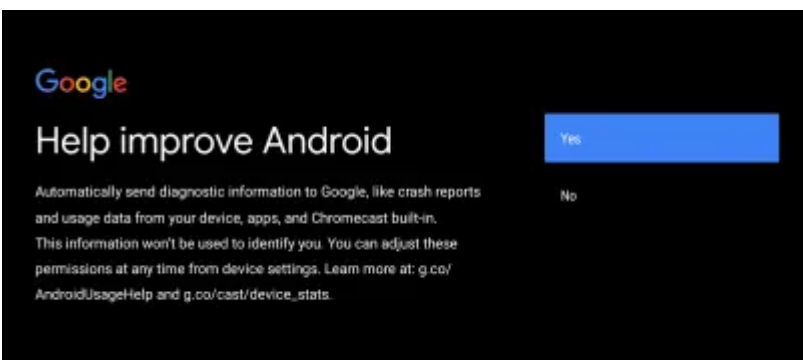 Google
Help improve Android
Automatically send diagnostic information to Google, like crash reports
and usage data from your device, apps, and Chromecast built-in.
This information won't be used to identify you. You can adjust these
permissions at any time from device settings. Learn more at: g.co/
AndroidUsageHelp and g.co/cast/device_stats.
Yes
No